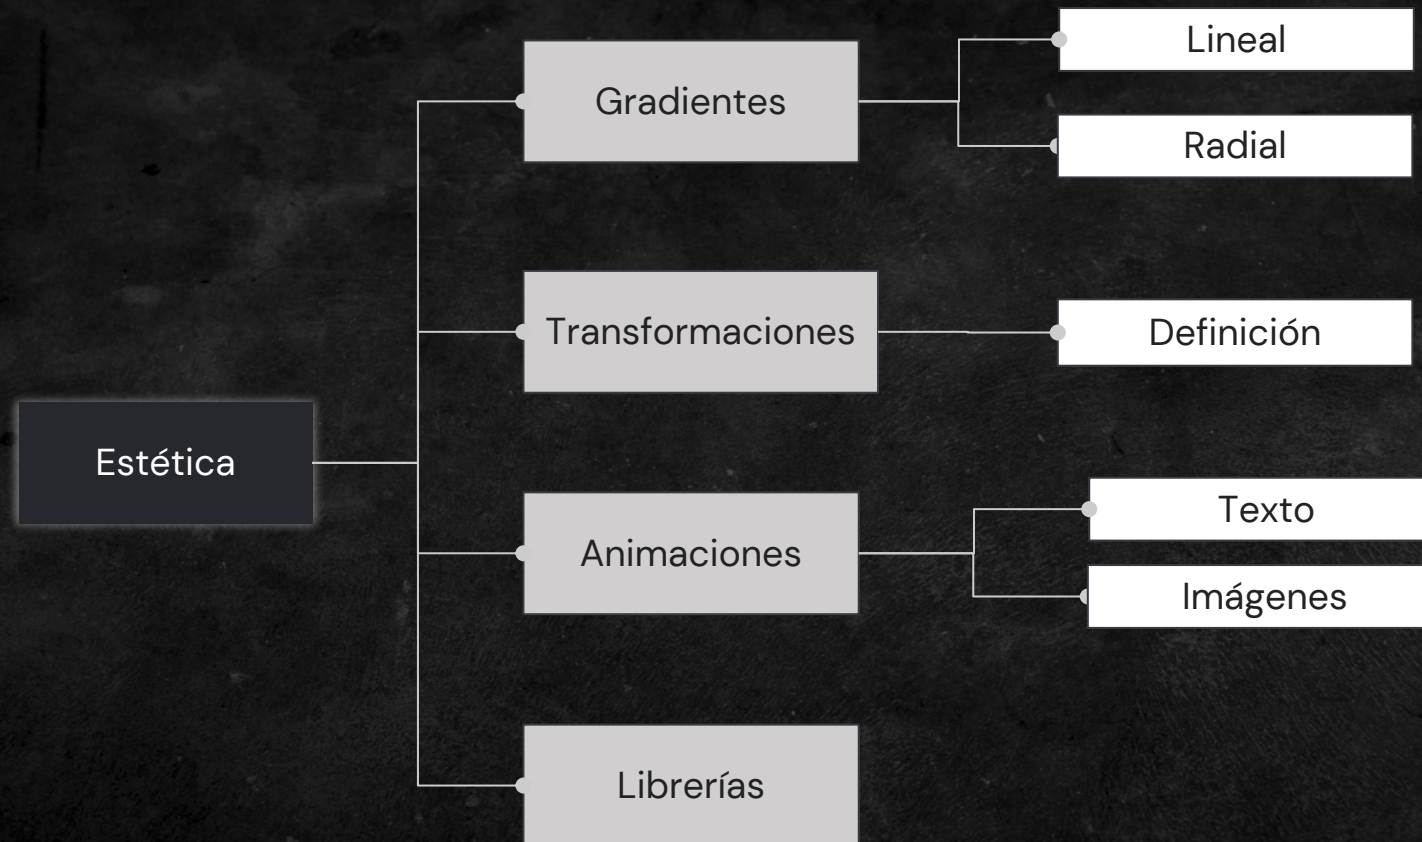 Estética
Gradientes
Lineal
Radial
Transformaciones
Definición
Animaciones
Texto
Imágenes
Librerías